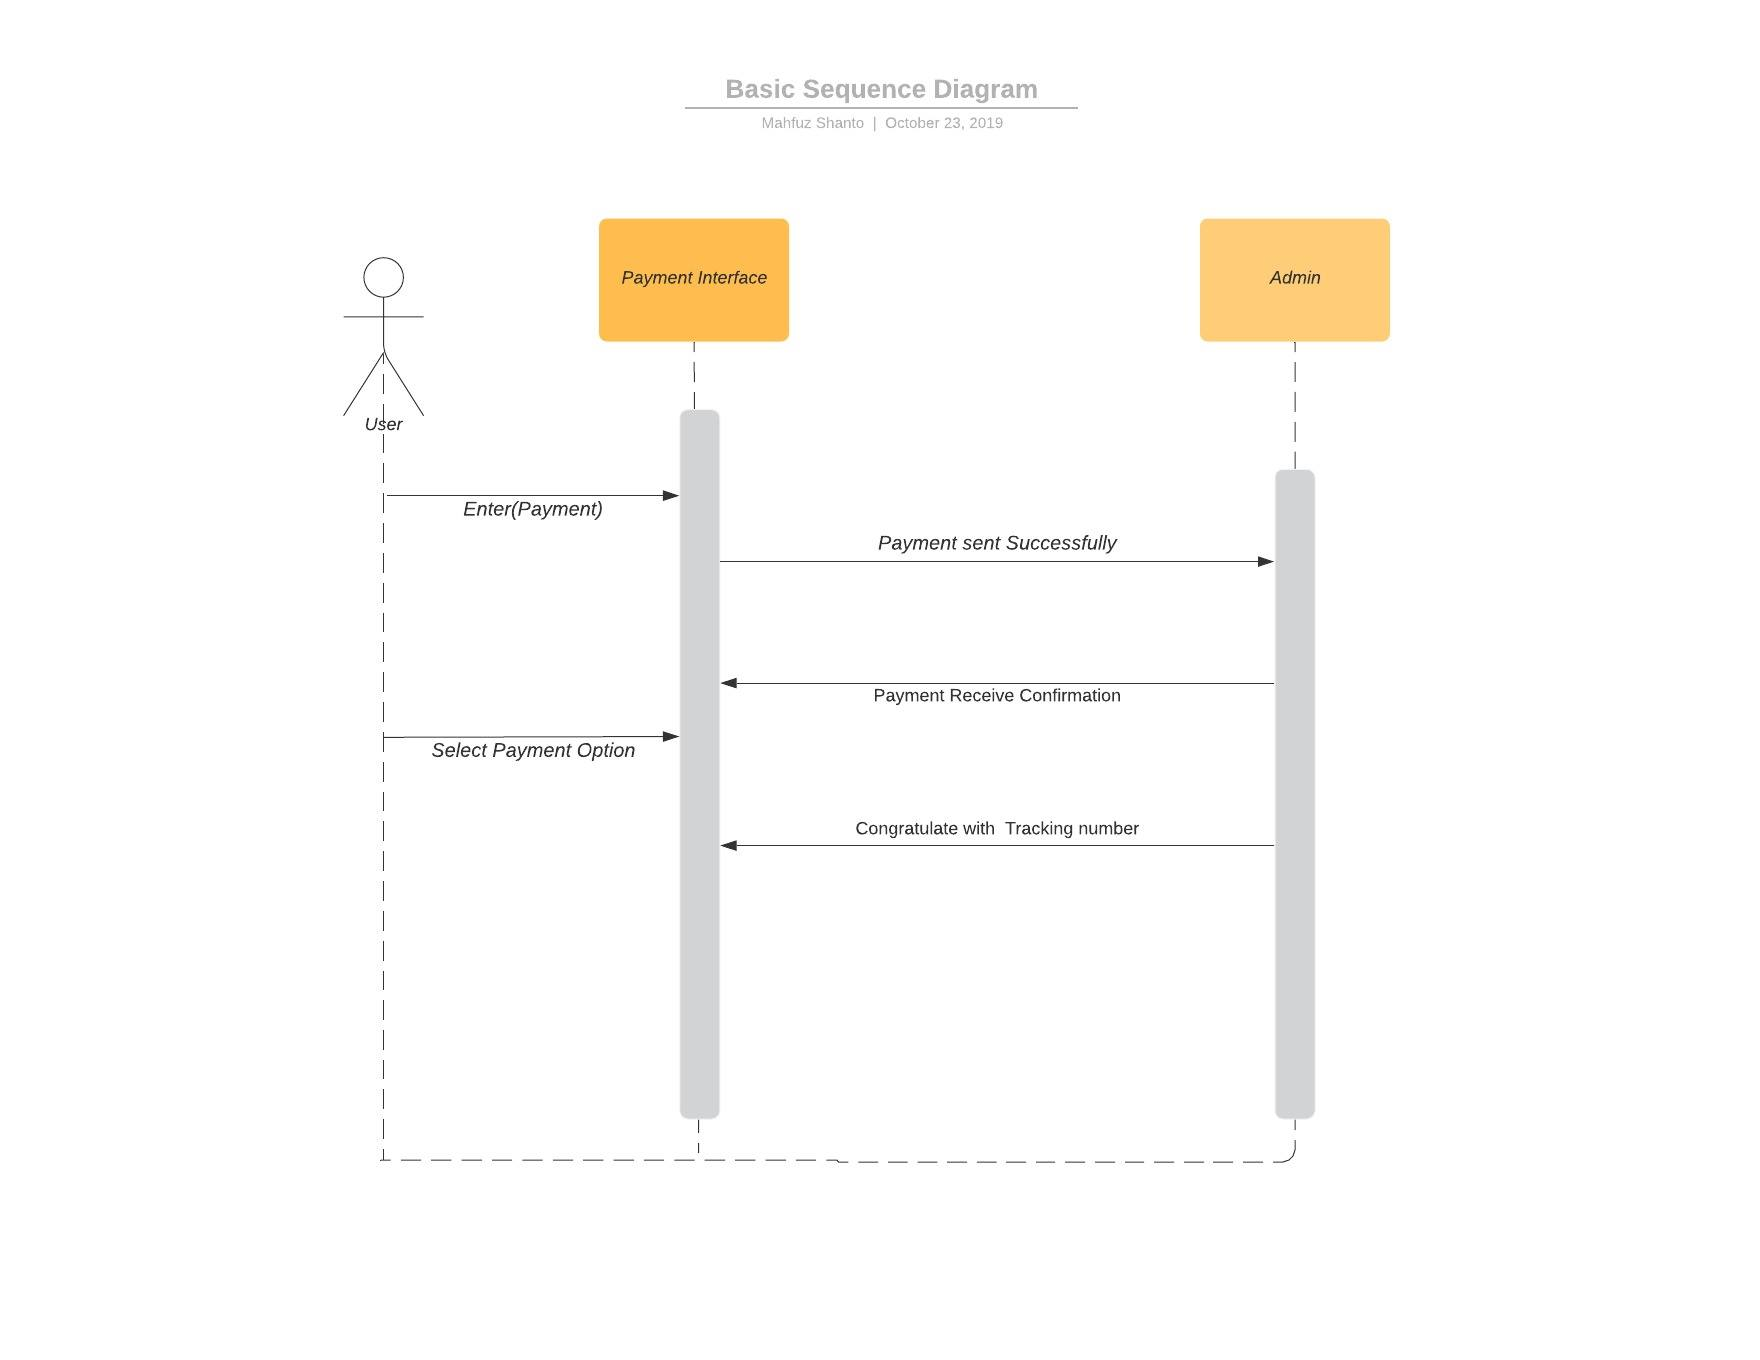 Basic Sequence Diagram
Mahfuz Shanto | October 23, 2019
Payment Interface
Admin
User
Enter(Payment)
Payment sent Successfully
Payment Receive Confirmation
Select Payment Option
Congratulate with  Tracking number